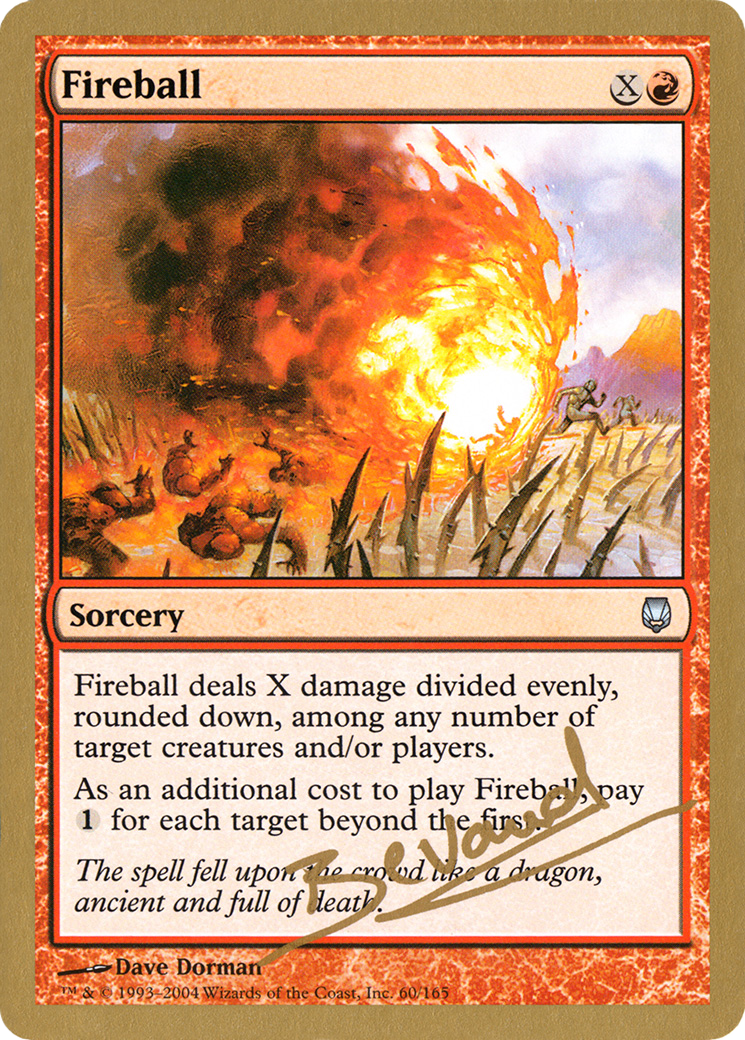 Fireball X
Sorcery
Fireball deals X damage divided evenly,
rounded down, among any number of
target creatures and/or players.
As an additional cost to play Fireball, pay
1 for each target beyond the first.
The spell fell upon the crowd like a dragon,
ancient and full of death.
Dave Dorman
™ & © 1993–2004 Wizards of the Coast, Inc. 60/165